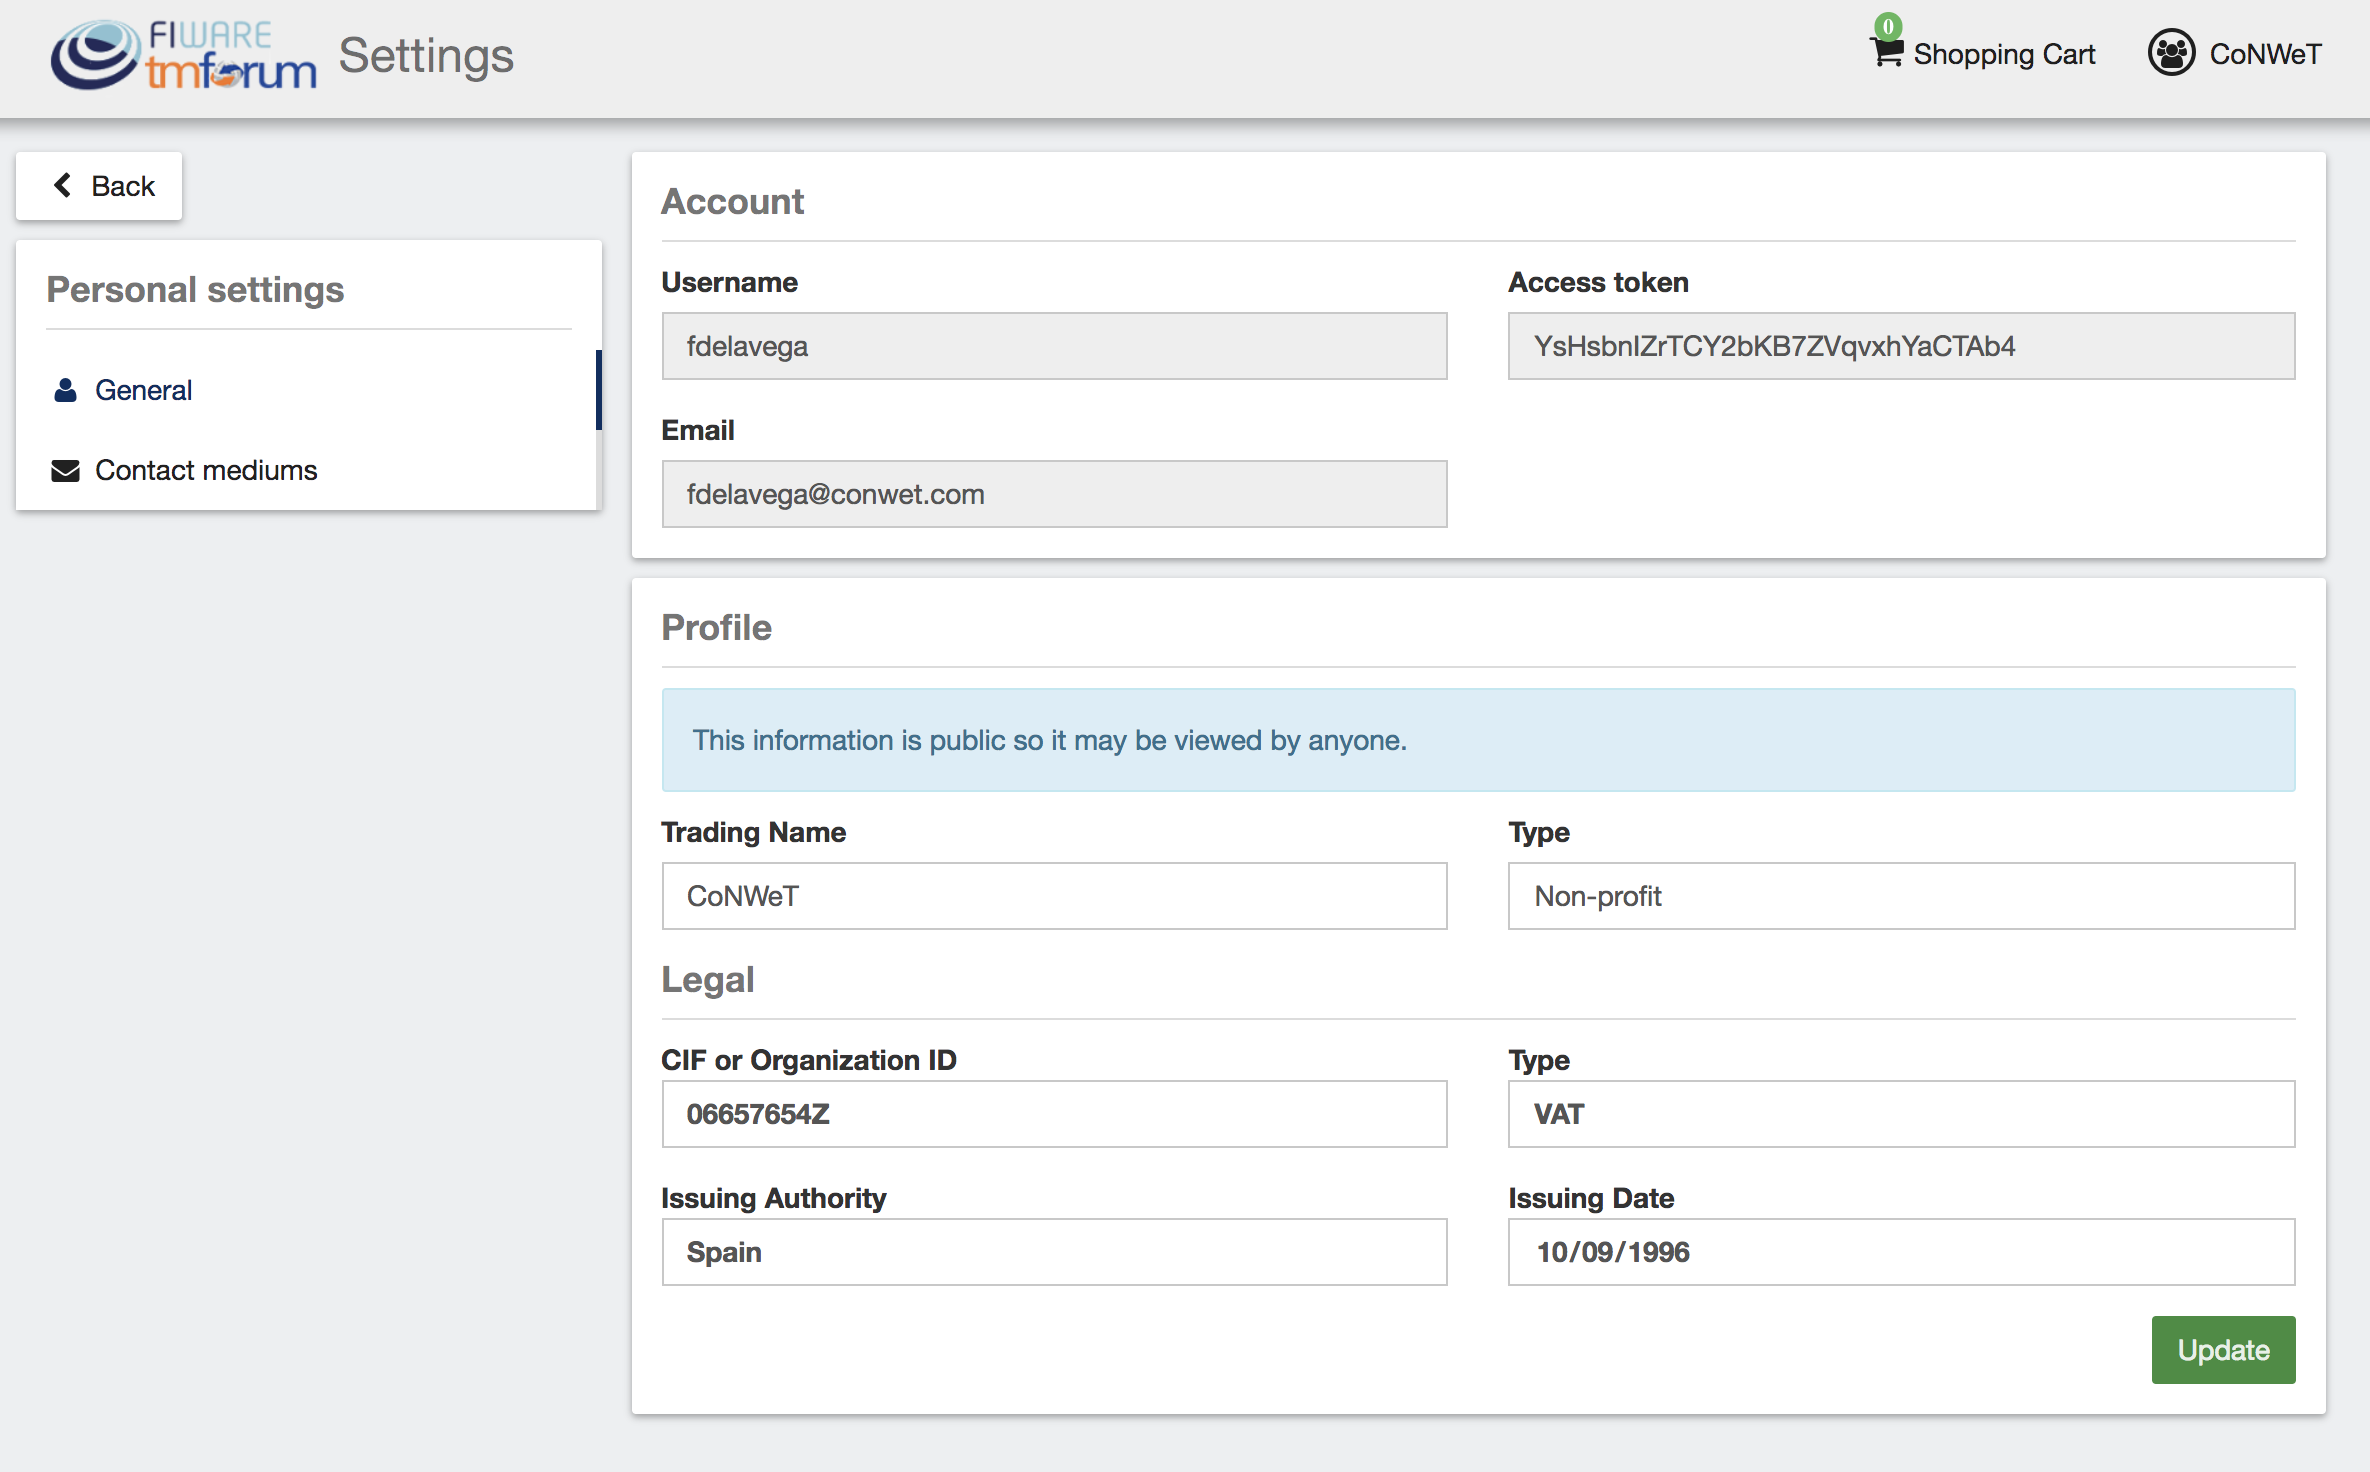 FIWARE
tmforum
Settings
0
Shopping Cart
CoNWeT
Back
Personal settings
General
Contact mediums
Account
Username
Access token
fdelavega
YsHsbnIZrTCY2bKB7ZVqvxhYaCTAb4
Email
fdelavega@conwet.com
Profile
This information is public so it may be viewed by anyone.
Trading Name
Type
CoNWeT
Non-profit
Legal
CIF or Organization ID
Type
06657654Z
VAT
Issuing Authority
Issuing Date
Spain
10/09/1996
Update